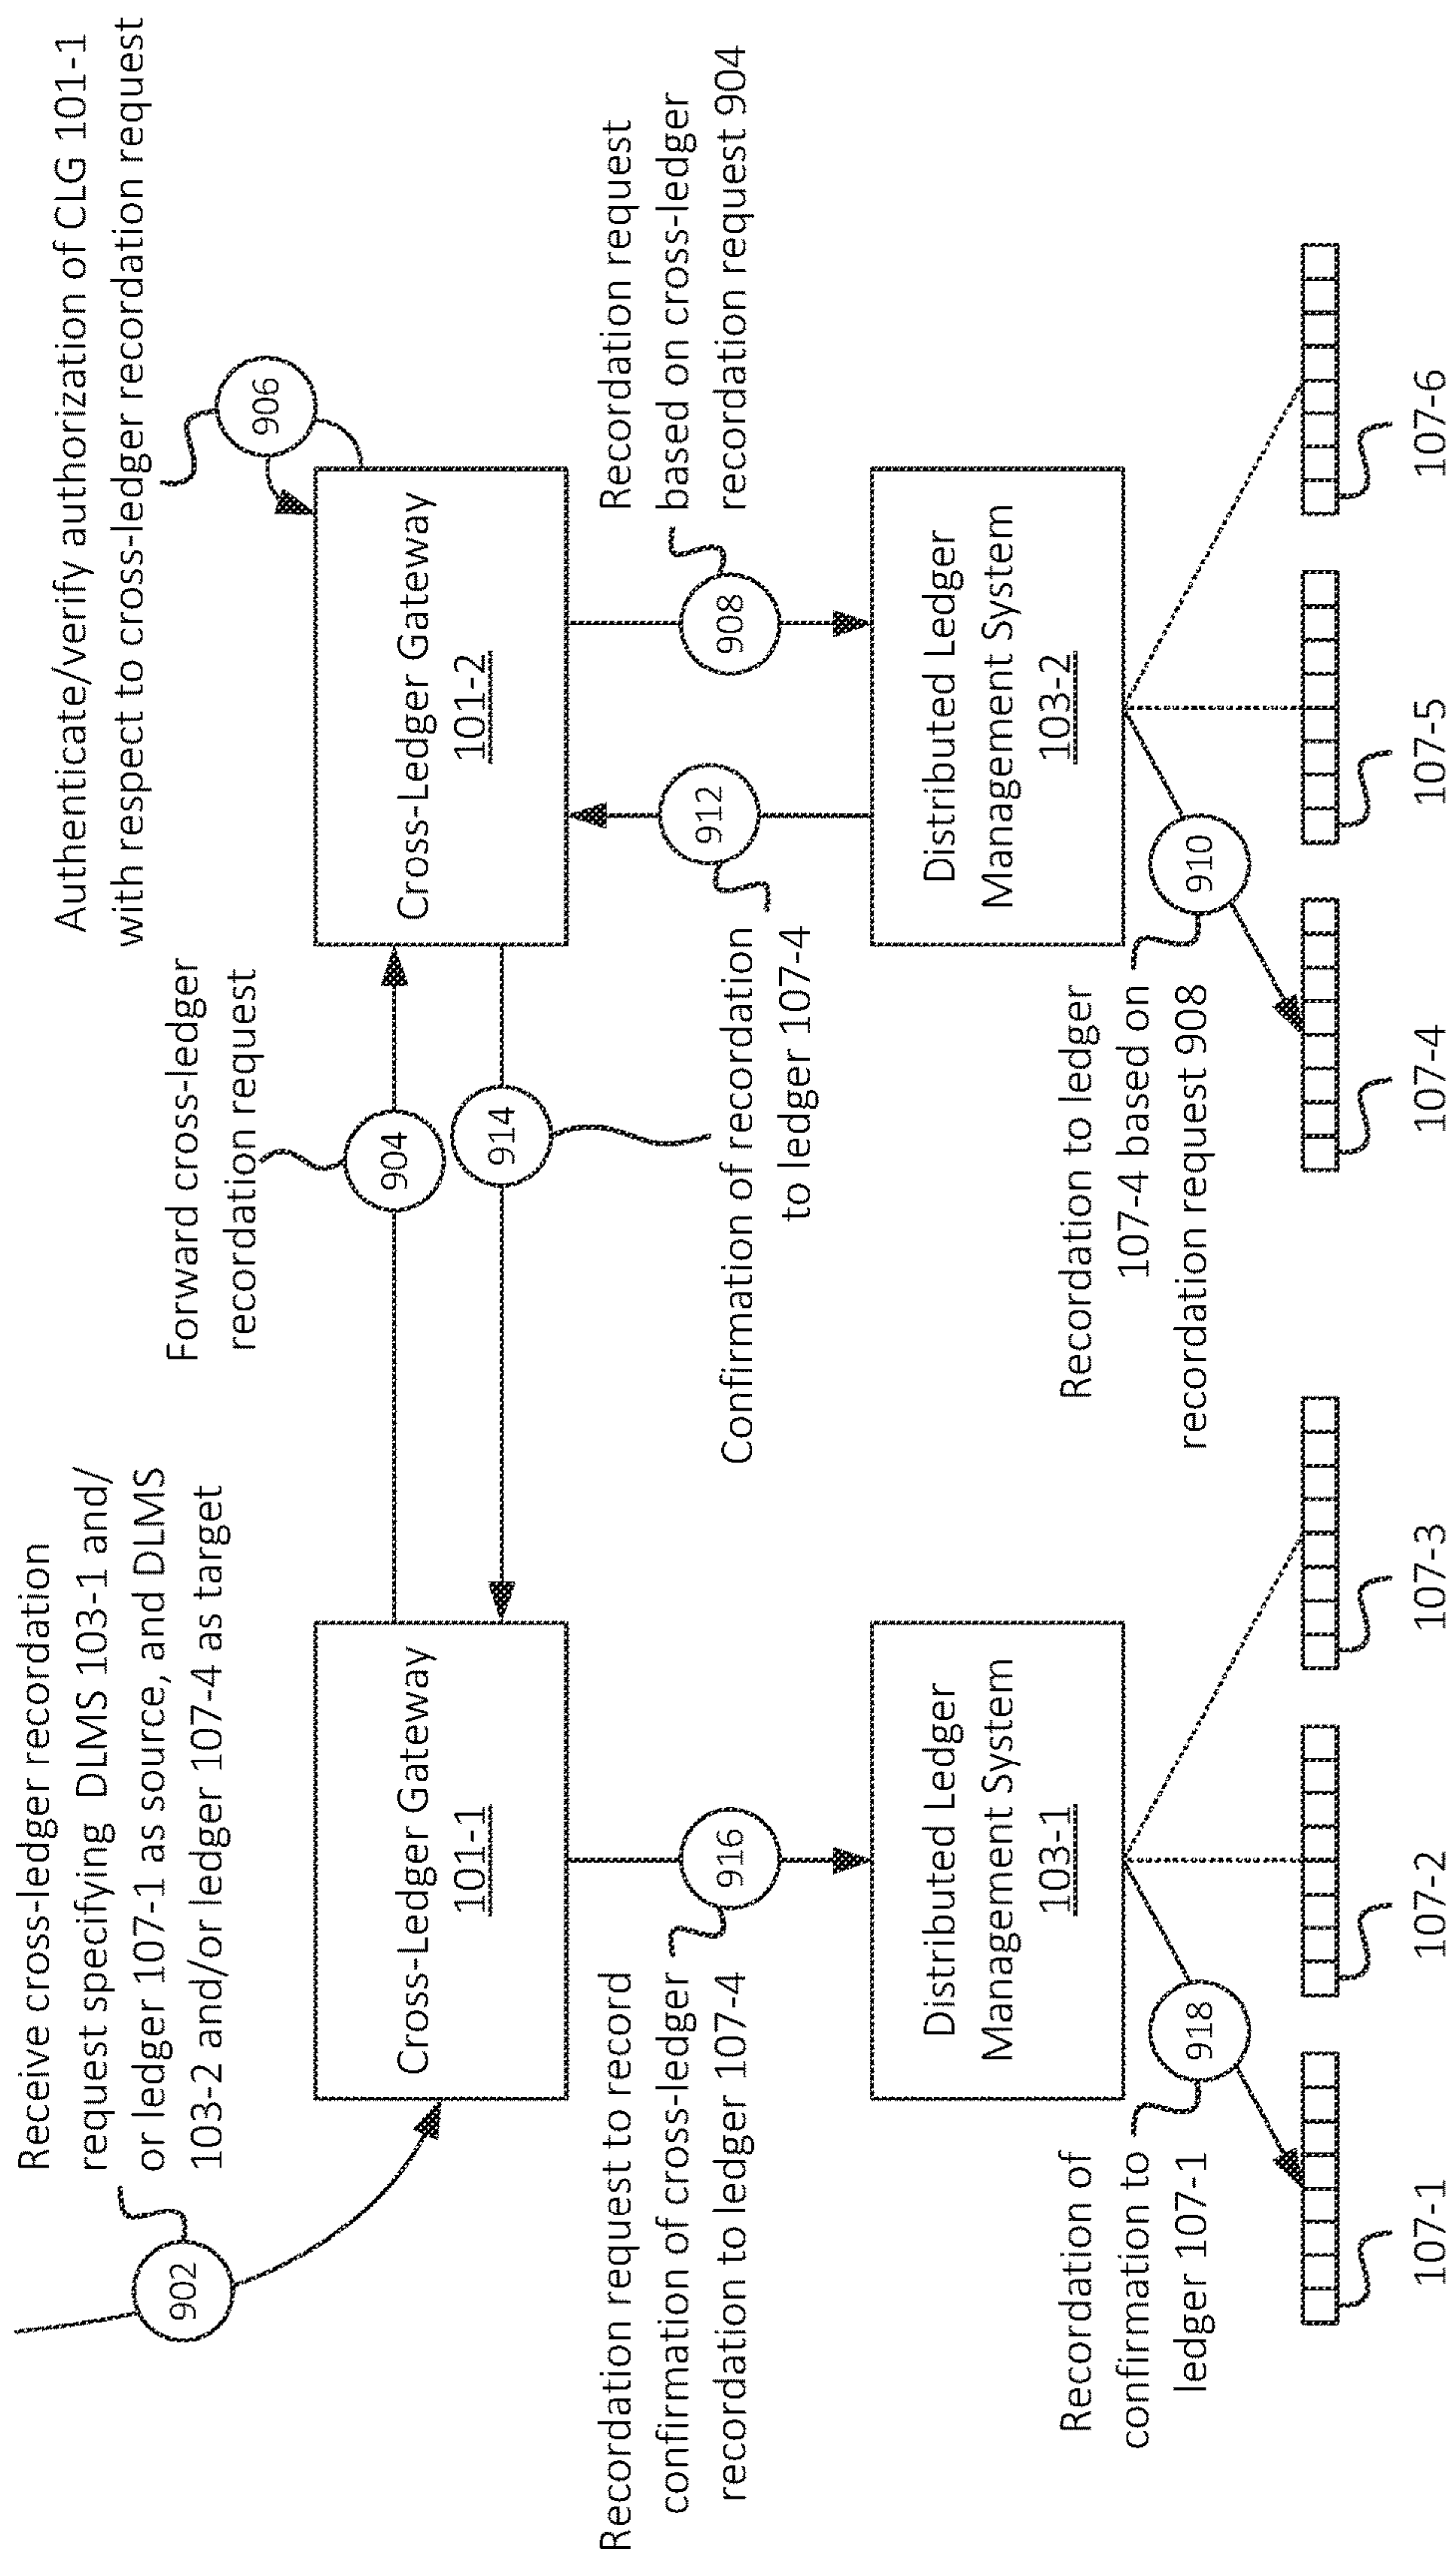 Receive cross-ledger recordation
request specifying DLMS 103-1 and/
or ledger 107-1 as source, and DLMS
103-2 and/or ledger 107-4 as target
902
Forward cross-ledger
recordation request
904
914
Authenticate/verify authorization of CLG 101-1
with respect to cross-ledger recordation request
906
Cross-Ledger Gateway
101-1
Cross-Ledger Gateway
101-2
Recordation request to record
confirmation of cross-ledger
recordation to ledger 107-4
916
Confirmation of recordation
to ledger 107-4
912
908
Recordation request
based on cross-ledger
recordation request 904
Distributed Ledger
Management System
103-1
Distributed Ledger
Management System
103-2
Recordation of
confirmation to
ledger 107-1
918
Recordation to ledger
107-4 based on
recordation request 908
910
107-1
107-2
107-3
107-4
107-5
107-6